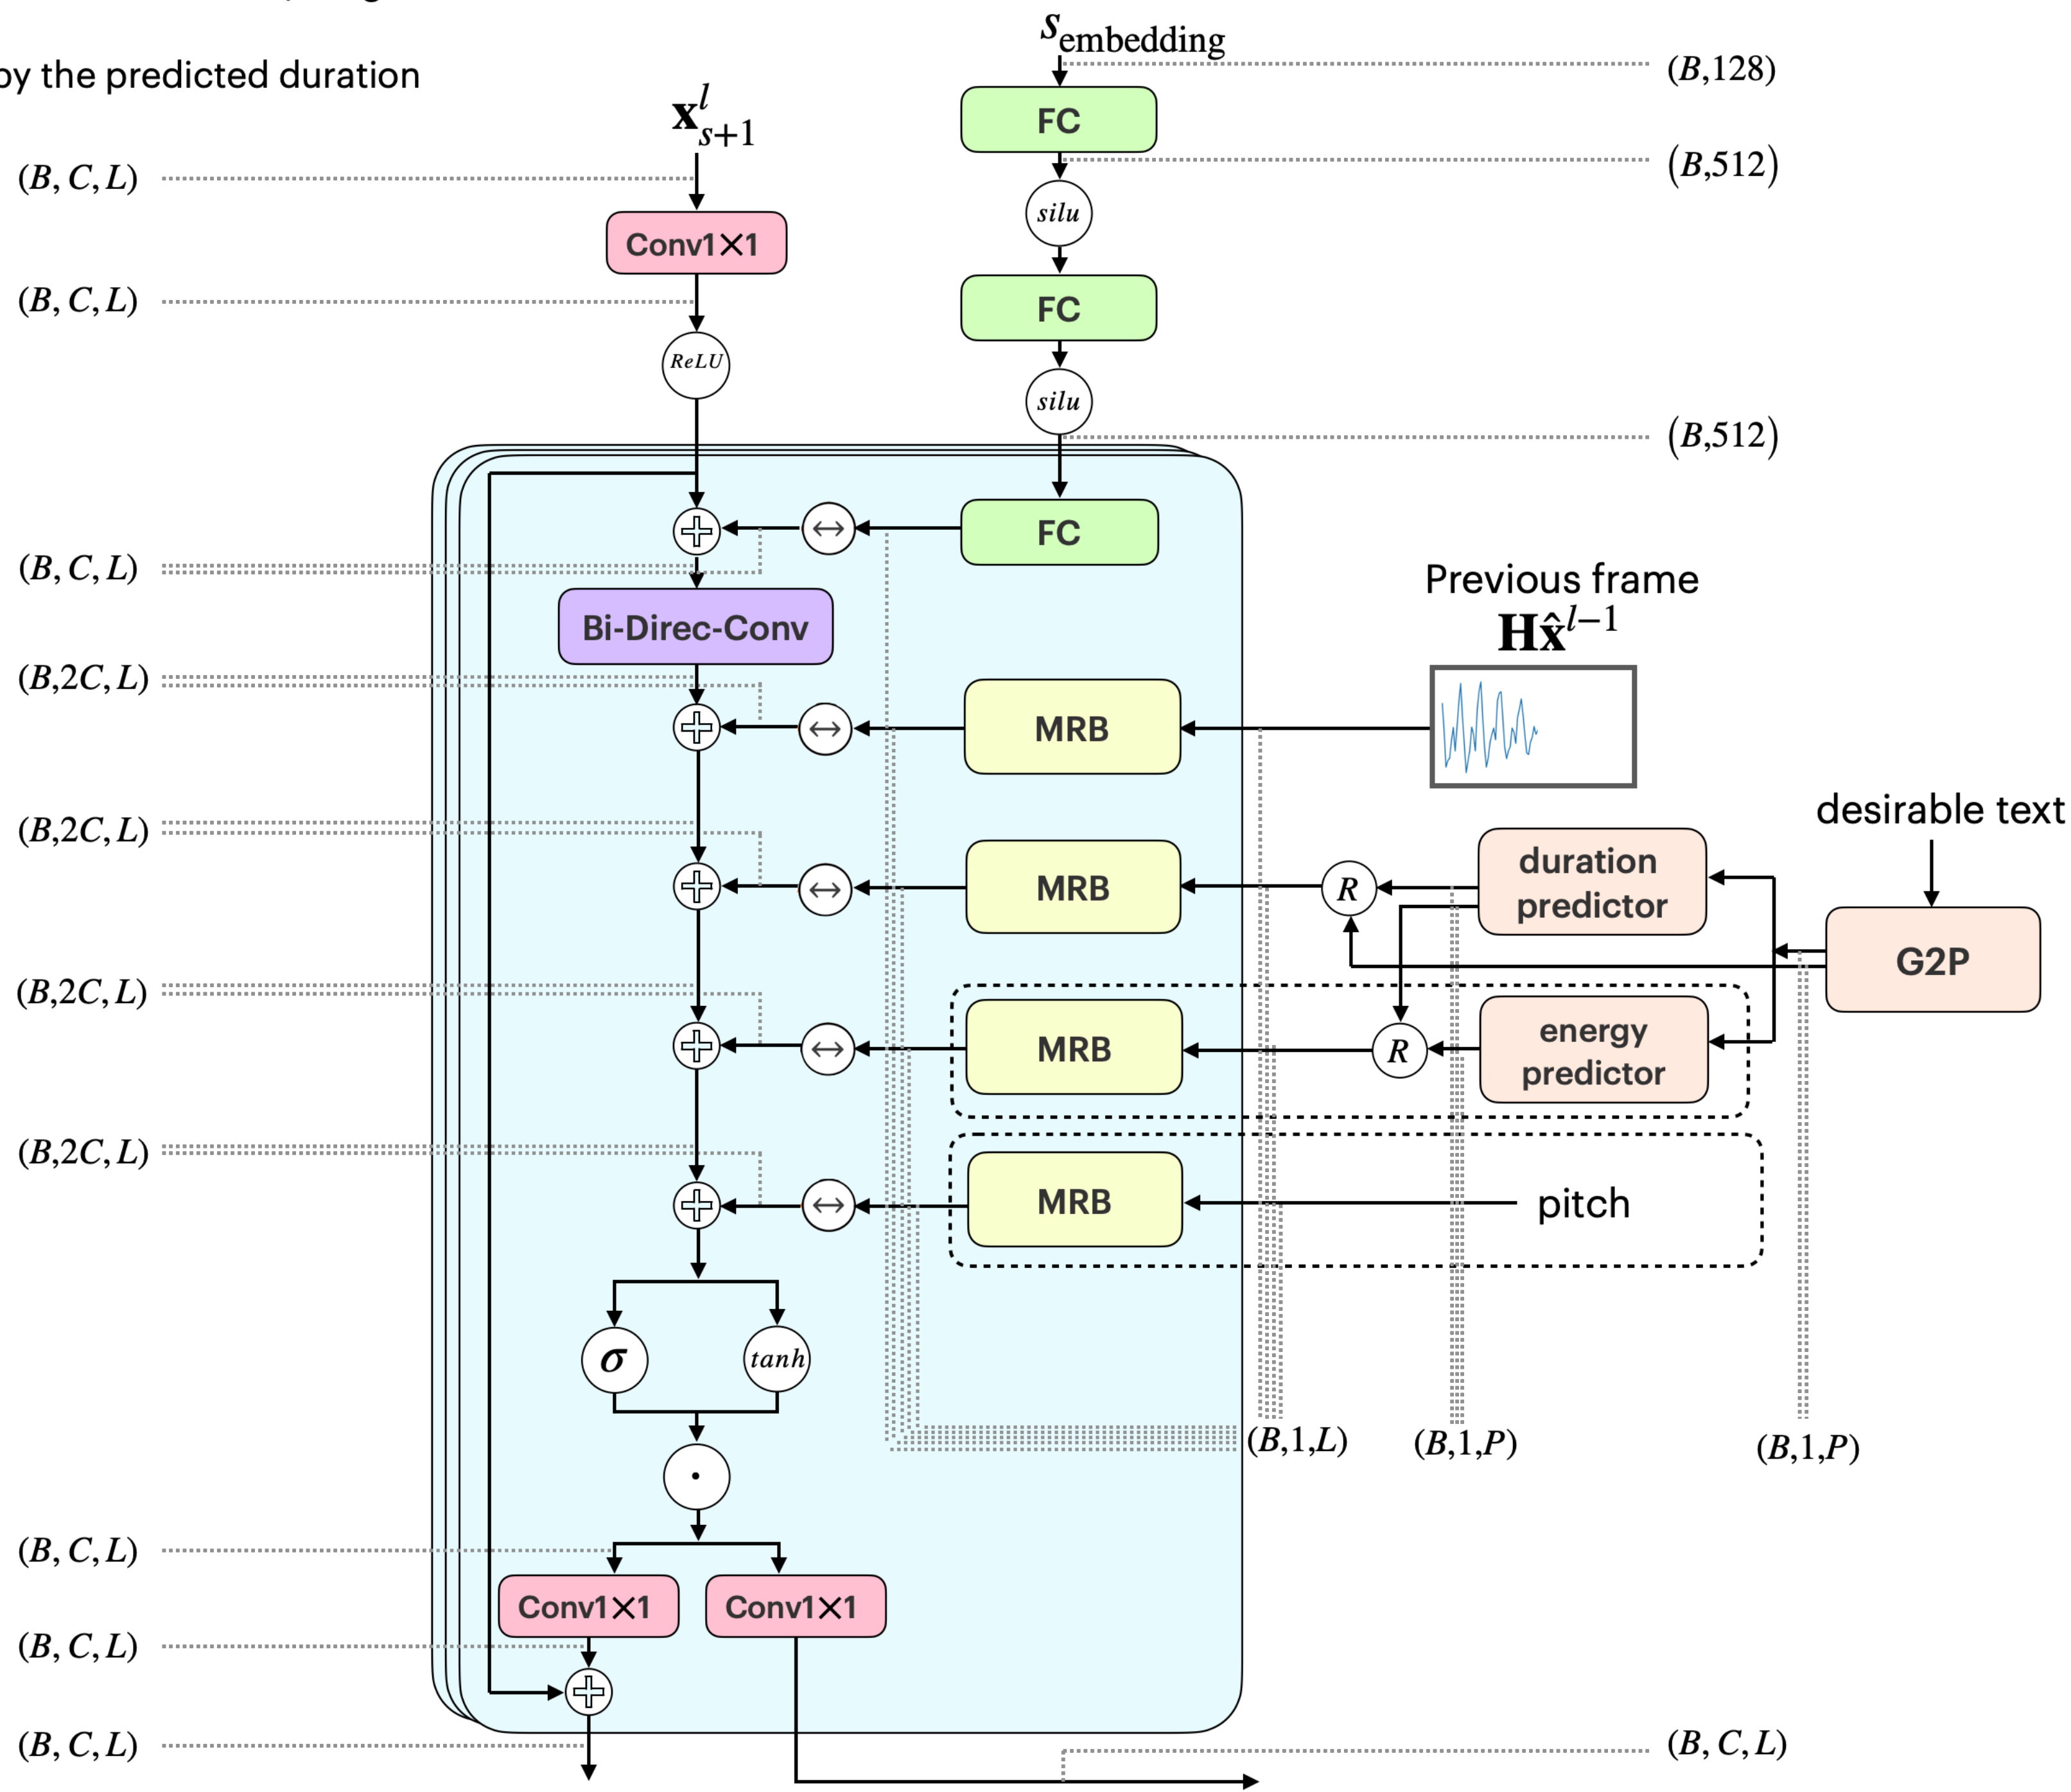 by the predicted duration
s_embedding
(B,128)
x^l_{s+1}
FC
(B,512)
(B, C, L)
silu
Conv1×1
FC
(B, C, L)
ReLU
silu
(B,512)
FC
(B, C, L)
Bi-Direc-Conv
Previous frame
Hx̂^{l−1}
(B,2C, L)
MRB
desirable text
(B,2C, L)
MRB
R
duration
predictor
G2P
(B,2C, L)
MRB
R
energy
predictor
(B,2C, L)
MRB
pitch
σ
tanh
(B,1,L)
(B,1,P)
(B,1,P)
(B, C, L)
Conv1×1
Conv1×1
(B, C, L)
(B, C, L)
(B, C, L)